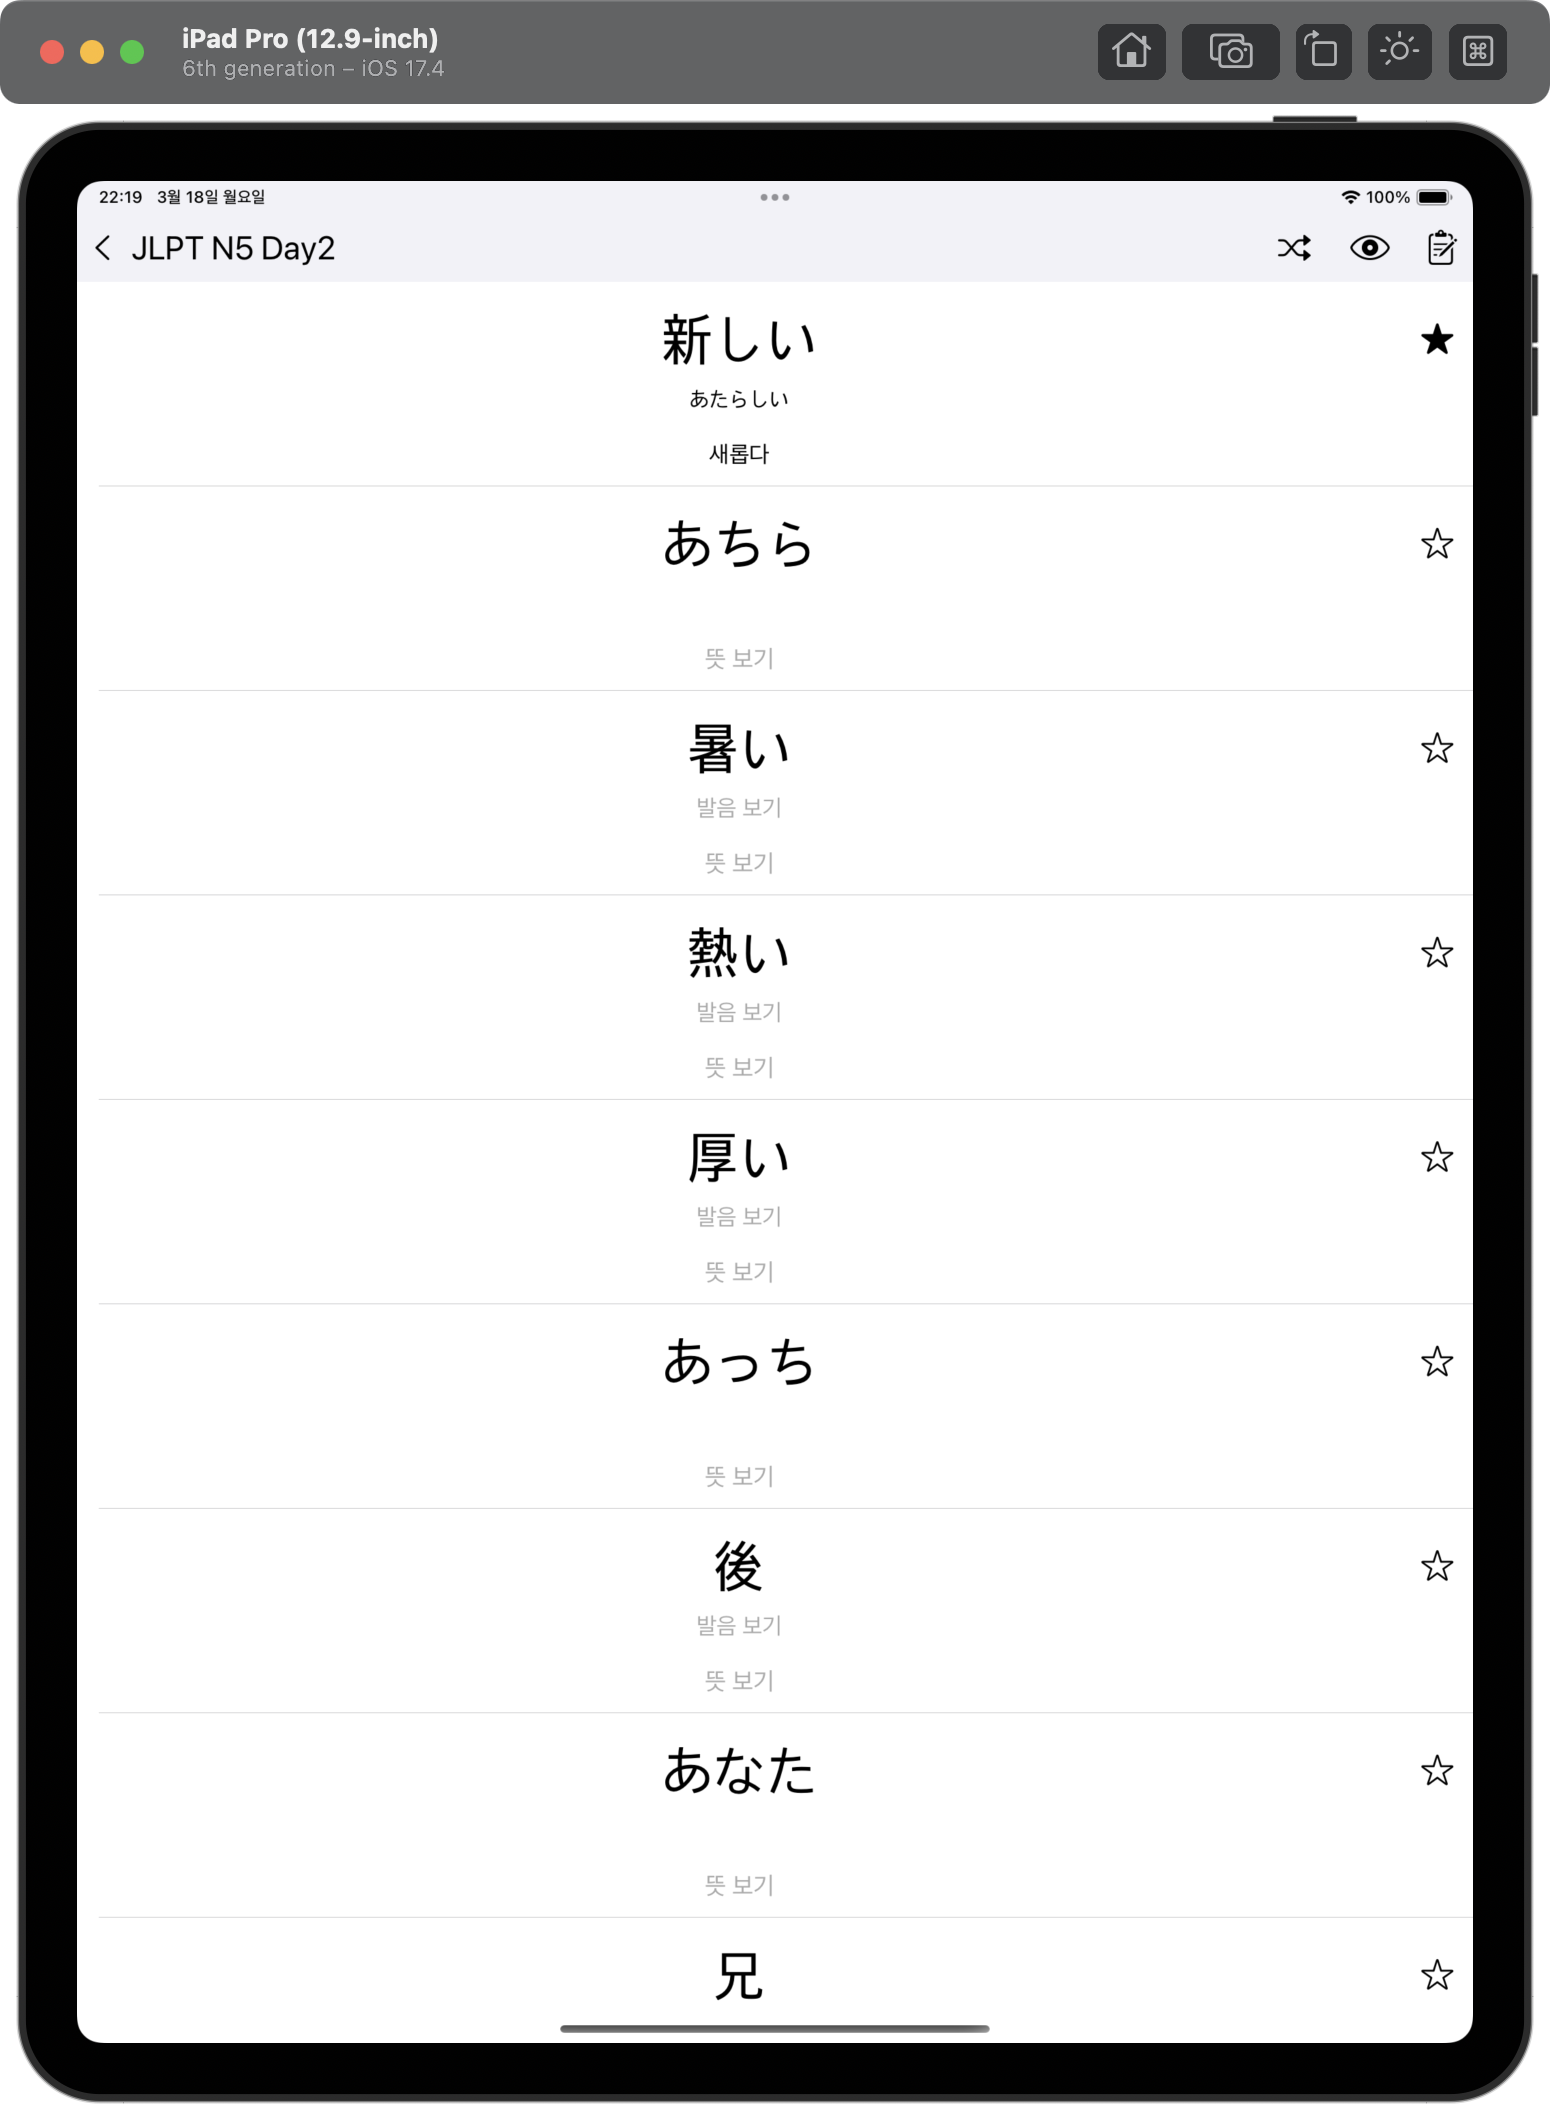 iPad Pro (12.9-inch)
6th generation – iOS 17.4
22:19 3월 18일 월요일
100%
JLPT N5 Day2
新しい
あたらしい
새롭다
あちら
뜻 보기
暑い
발음 보기
뜻 보기
熱い
발음 보기
뜻 보기
厚い
발음 보기
뜻 보기
あっち
뜻 보기
後
발음 보기
뜻 보기
あなた
뜻 보기
兄